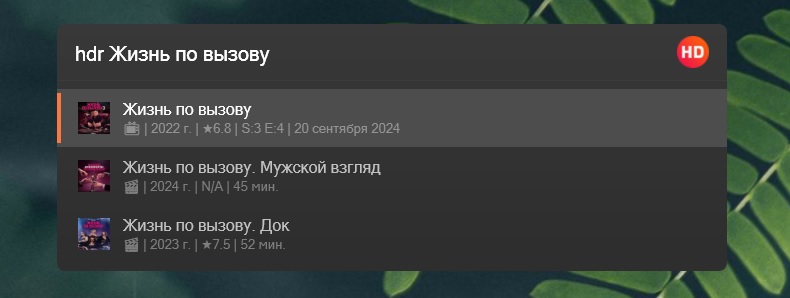 hdr Жизнь по вызову
HD
Жизнь по вызову
| 2022 г. | ★6.8 | S:3 E:4 | 20 сентября 2024
Жизнь по вызову. Мужской взгляд
| 2024 г. | N/A | 45 мин.
Жизнь по вызову. Док
| 2023 г. | ★7.5 | 52 мин.